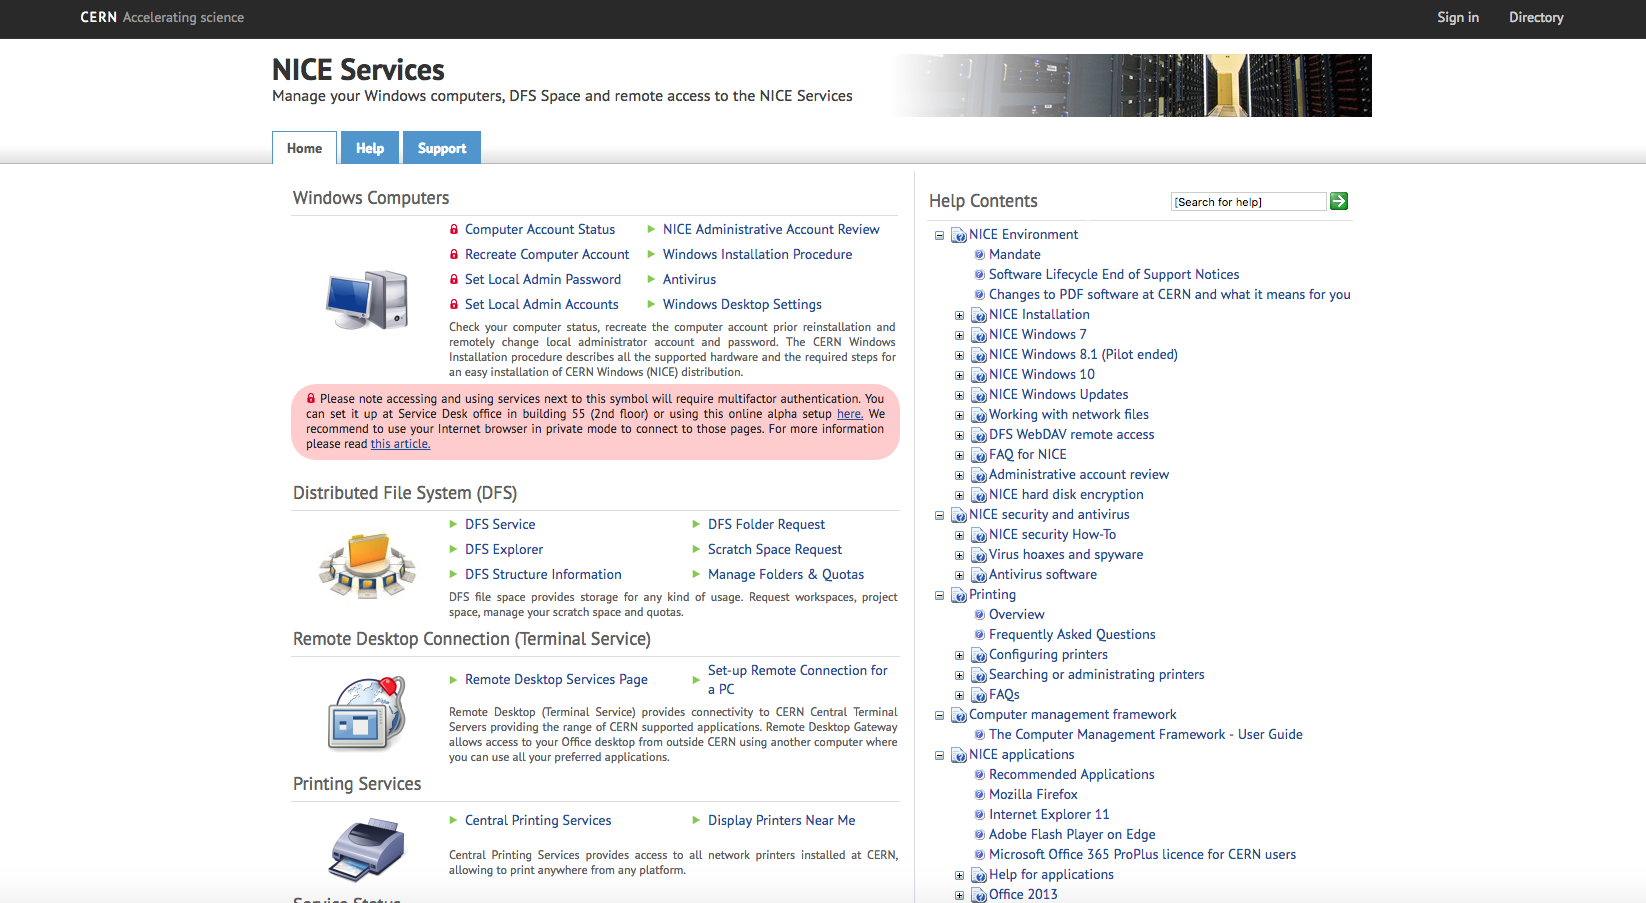 CERN Accelerating science
Sign in Directory
NICE Services
Manage your Windows computers, DFS Space and remote access to the NICE Services
Home Help Support
Windows Computers
Computer Account Status
NICE Administrative Account Review
Recreate Computer Account
Windows Installation Procedure
Set Local Admin Password
Antivirus
Set Local Admin Accounts
Windows Desktop Settings
Check your computer status, recreate the computer account prior reinstallation and
remotely change local administrator account and password. The CERN Windows
Installation procedure describes all the supported hardware and the required steps for
an easy installation of CERN Windows (NICE) distribution.
Please note accessing and using services next to this symbol will require multifactor authentication. You
can set it up at Service Desk office in building 55 (2nd floor) or using this online alpha setup here. We
recommend to use your Internet browser in private mode to connect to those pages. For more information
please read this article.
Distributed File System (DFS)
DFS Service
DFS Folder Request
DFS Explorer
Scratch Space Request
DFS Structure Information
Manage Folders & Quotas
DFS file space provides storage for any kind of usage. Request workspaces, project
space, manage your scratch space and quotas.
Remote Desktop Connection (Terminal Service)
Remote Desktop Services Page
Set-up Remote Connection for
a PC
Remote Desktop (Terminal Service) provides connectivity to CERN Central Terminal
Servers providing the range of CERN supported applications. Remote Desktop Gateway
allows access to your Office desktop from outside CERN using another computer where
you can use all your preferred applications.
Printing Services
Central Printing Services
Display Printers Near Me
Central Printing Services provides access to all network printers installed at CERN,
allowing to print anywhere from any platform.
Service Status
Help Contents
[Search for help]
NICE Environment
Mandate
Software Lifecycle End of Support Notices
Changes to PDF software at CERN and what it means for you
NICE Installation
NICE Windows 7
NICE Windows 8.1 (Pilot ended)
NICE Windows 10
NICE Windows Updates
Working with network files
DFS WebDAV remote access
FAQ for NICE
Administrative account review
NICE hard disk encryption
NICE security and antivirus
NICE security How-To
Virus hoaxes and spyware
Antivirus software
Printing
Overview
Frequently Asked Questions
Configuring printers
Searching or administrating printers
FAQs
Computer management framework
The Computer Management Framework - User Guide
NICE applications
Recommended Applications
Mozilla Firefox
Internet Explorer 11
Adobe Flash Player on Edge
Microsoft Office 365 ProPlus licence for CERN users
Help for applications
Office 2013